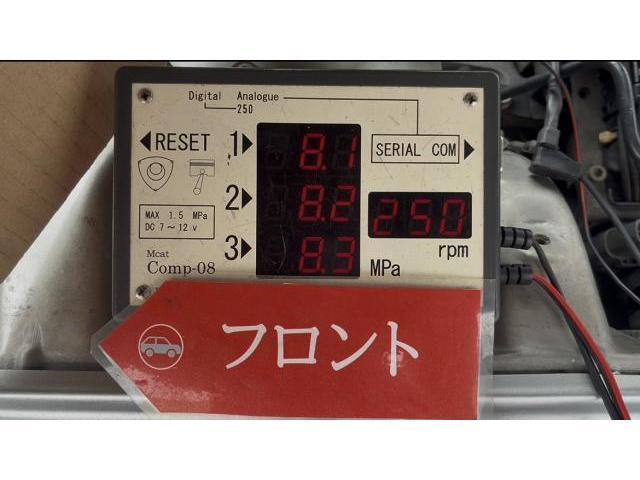 Digital Analogue
250
◀RESET 1▶ 8.1 SERIAL COM ▶
2▶ 8.2 250
MAX 1.5 MPa
DC 7～12 v
rpm
Mcat
Comp-08 3▶ 8.3 MPa
フロント